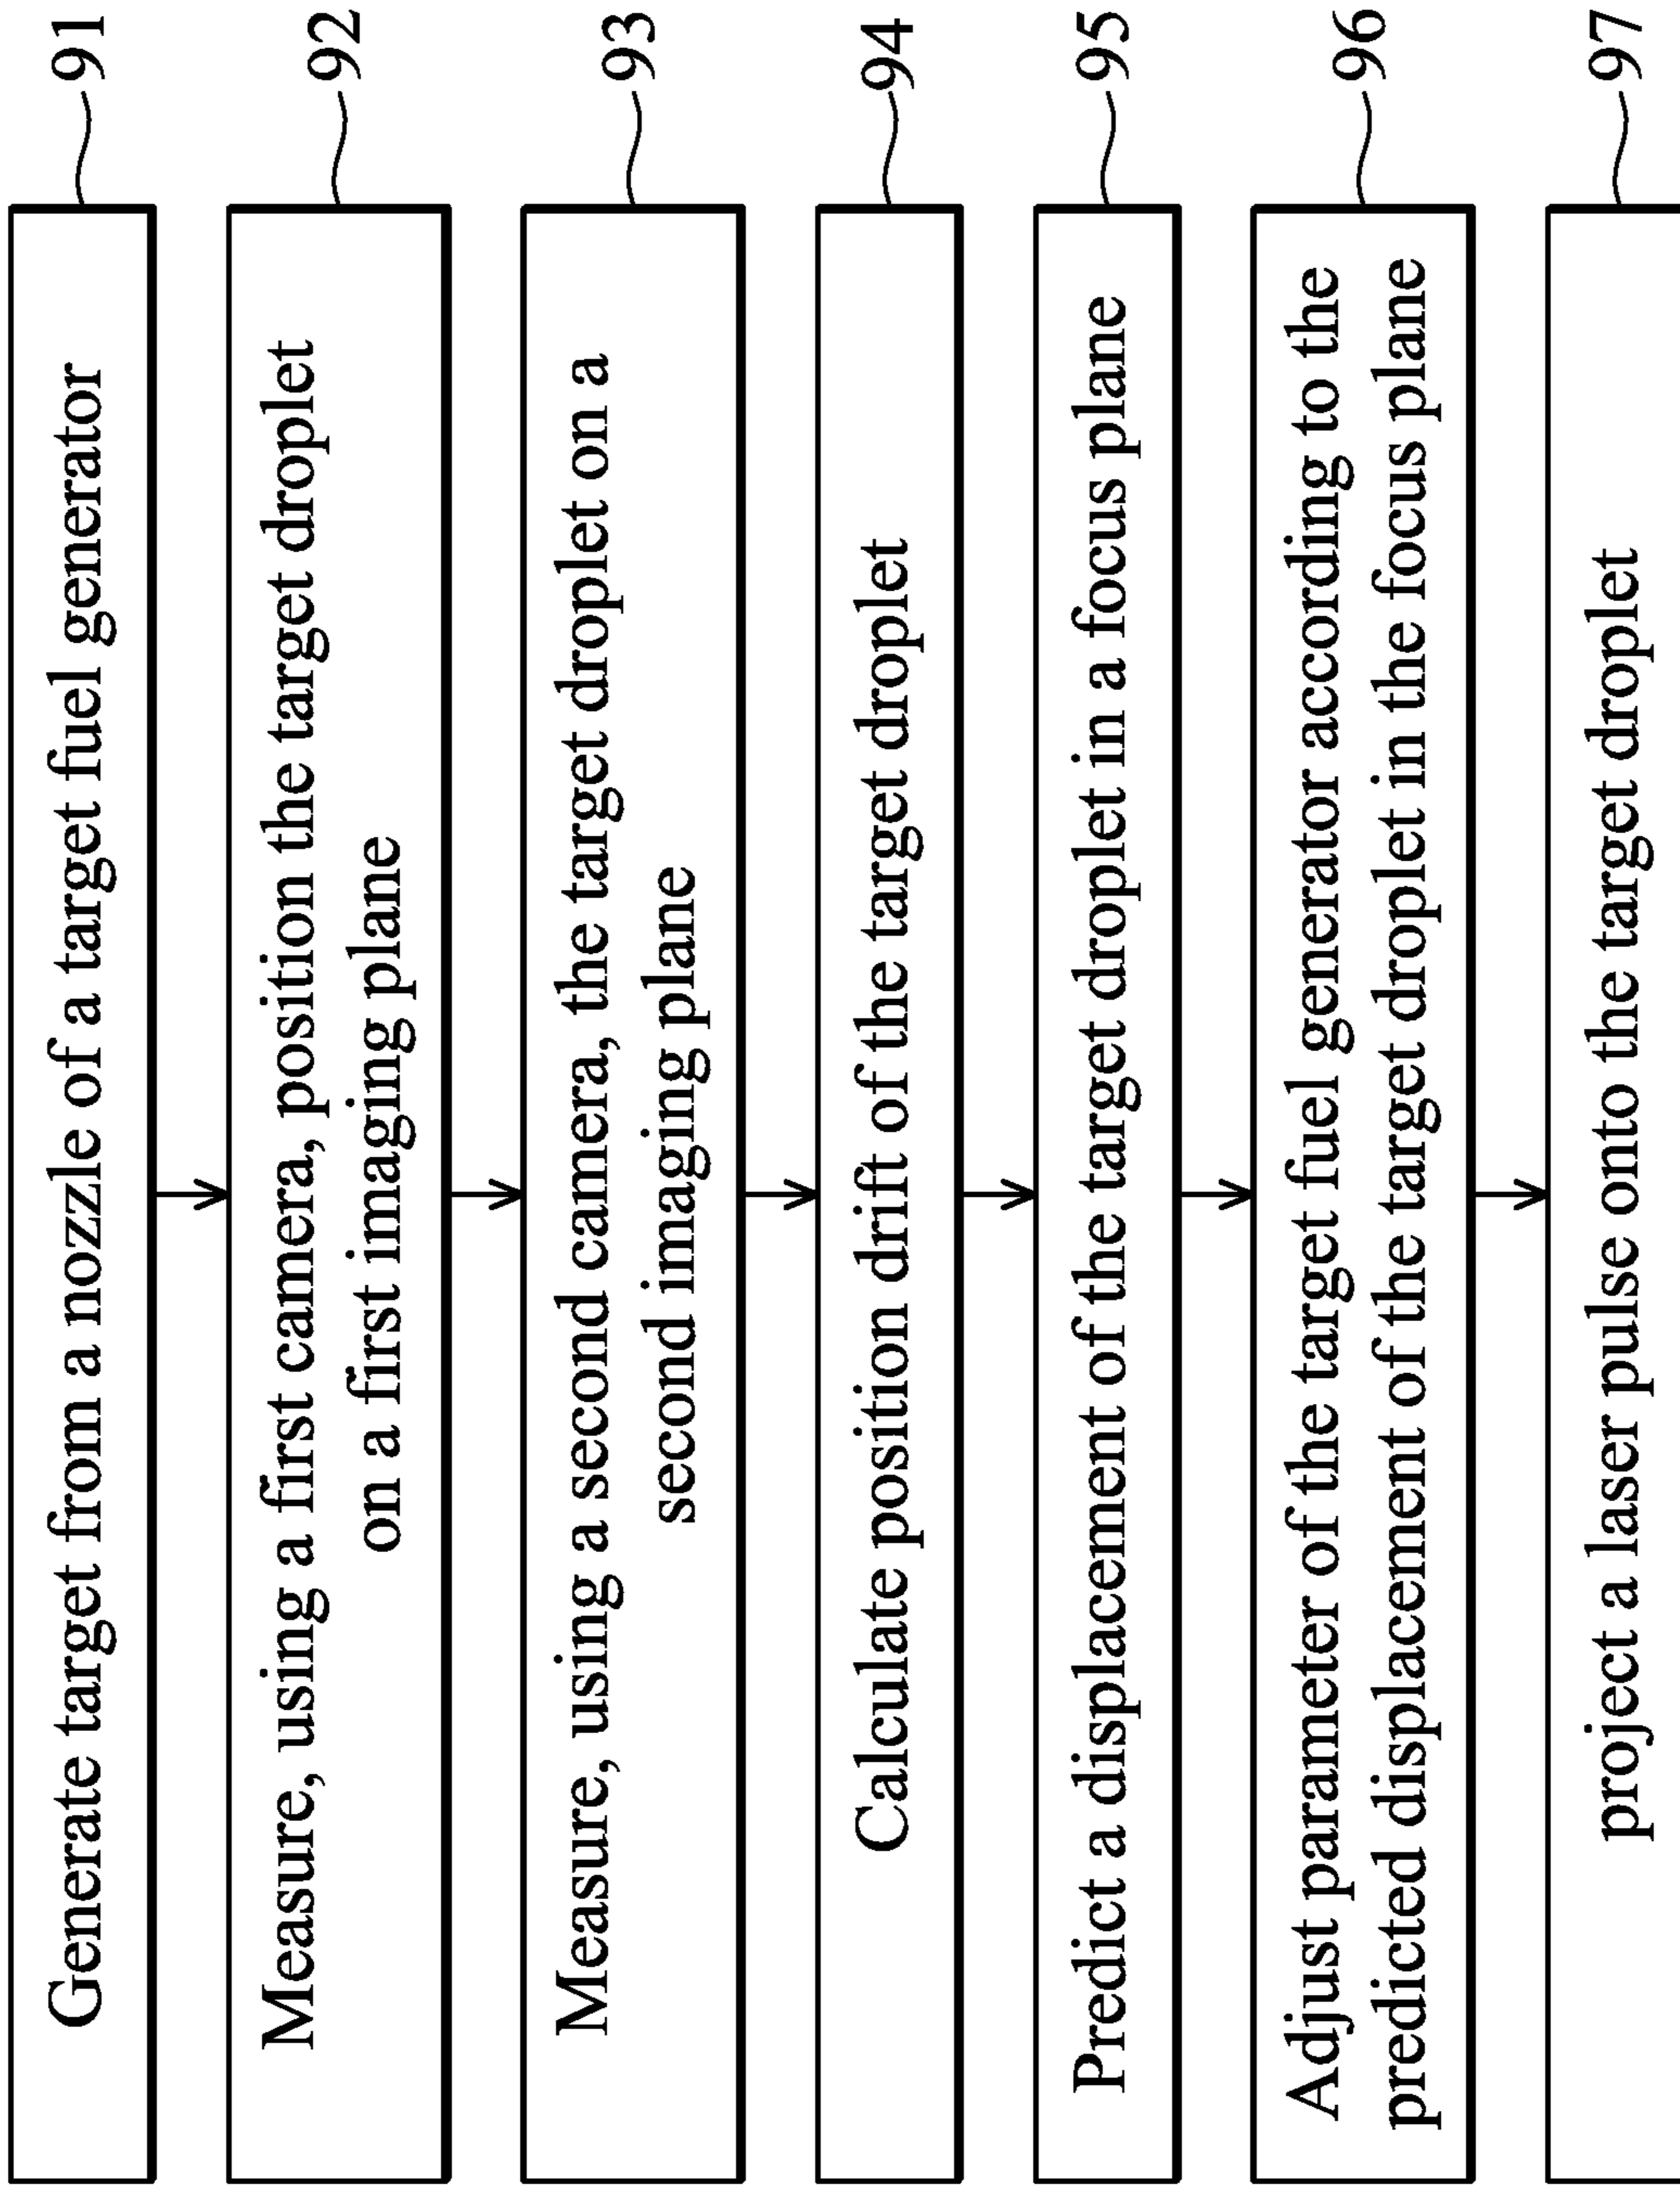 Generate target from a nozzle of a target fuel generator
91
Measure, using a first camera, position the target droplet
on a first imaging plane
92
Measure, using a second camera, the target droplet on a
second imaging plane
93
Calculate position drift of the target droplet
94
Predict a displacement of the target droplet in a focus plane
95
Adjust parameter of the target fuel generator according to the
predicted displacement of the target droplet in the focus plane
96
project a laser pulse onto the target droplet
97